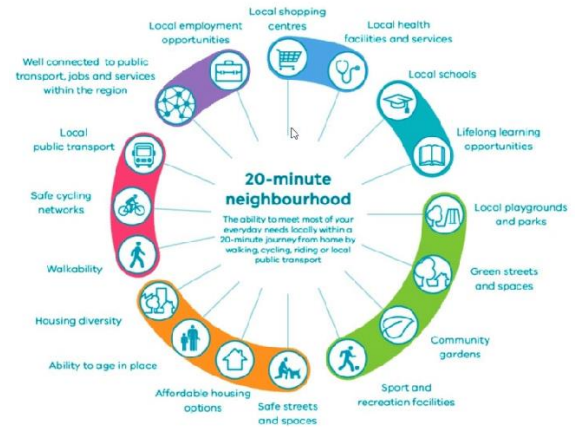 Local shopping
centres
Local health
facilities and services
Local schools
Lifelong learning
opportunities
Local playgrounds
and parks
Green streets
and spaces
Community
gardens
Sport and
recreation facilities
Safe streets
and spaces
Affordable housing
options
Ability to age in place
Housing diversity
Walkability
Safe cycling
networks
Local
public transport
Well connected to public
transport, jobs and services
within the region
Local employment
opportunities
20-minute
neighbourhood
The ability to meet most of your
everyday needs locally within a
20-minute journey from home by
walking, cycling, riding or local
public transport